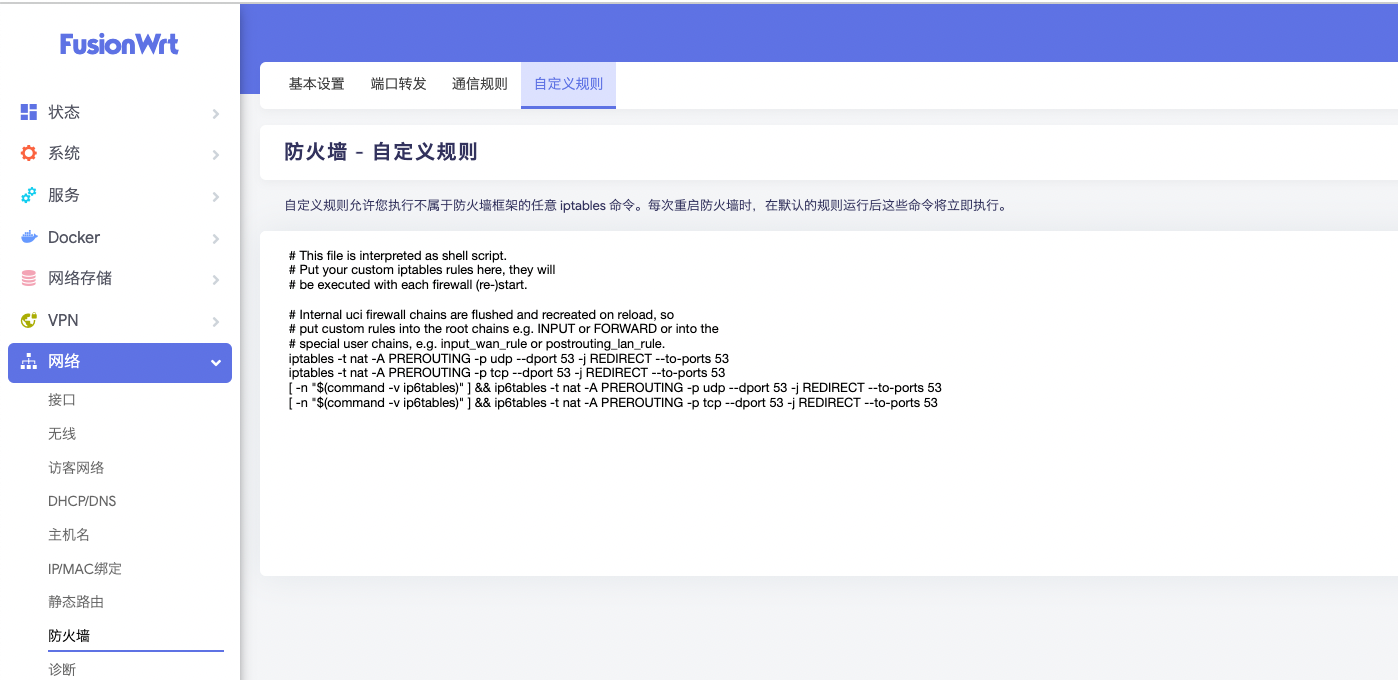 FusionWrt
状态
系统
服务
Docker
网络存储
VPN
网络
接口
无线
访客网络
DHCP/DNS
主机名
IP/MAC绑定
静态路由
防火墙
诊断
基本设置 端口转发 通信规则 自定义规则
防火墙 - 自定义规则
自定义规则允许您执行不属于防火墙框架的任意 iptables 命令。每次重启防火墙时，在默认的规则运行后这些命令将立即执行。
# This file is interpreted as shell script.
# Put your custom iptables rules here, they will
# be executed with each firewall (re-)start.
# Internal uci firewall chains are flushed and recreated on reload, so
# put custom rules into the root chains e.g. INPUT or FORWARD or into the
# special user chains, e.g. input_wan_rule or postrouting_lan_rule.
iptables -t nat -A PREROUTING -p udp --dport 53 -j REDIRECT --to-ports 53
iptables -t nat -A PREROUTING -p tcp --dport 53 -j REDIRECT --to-ports 53
[ -n "$(command -v ip6tables)" ] && ip6tables -t nat -A PREROUTING -p udp --dport 53 -j REDIRECT --to-ports 53
[ -n "$(command -v ip6tables)" ] && ip6tables -t nat -A PREROUTING -p tcp --dport 53 -j REDIRECT --to-ports 53